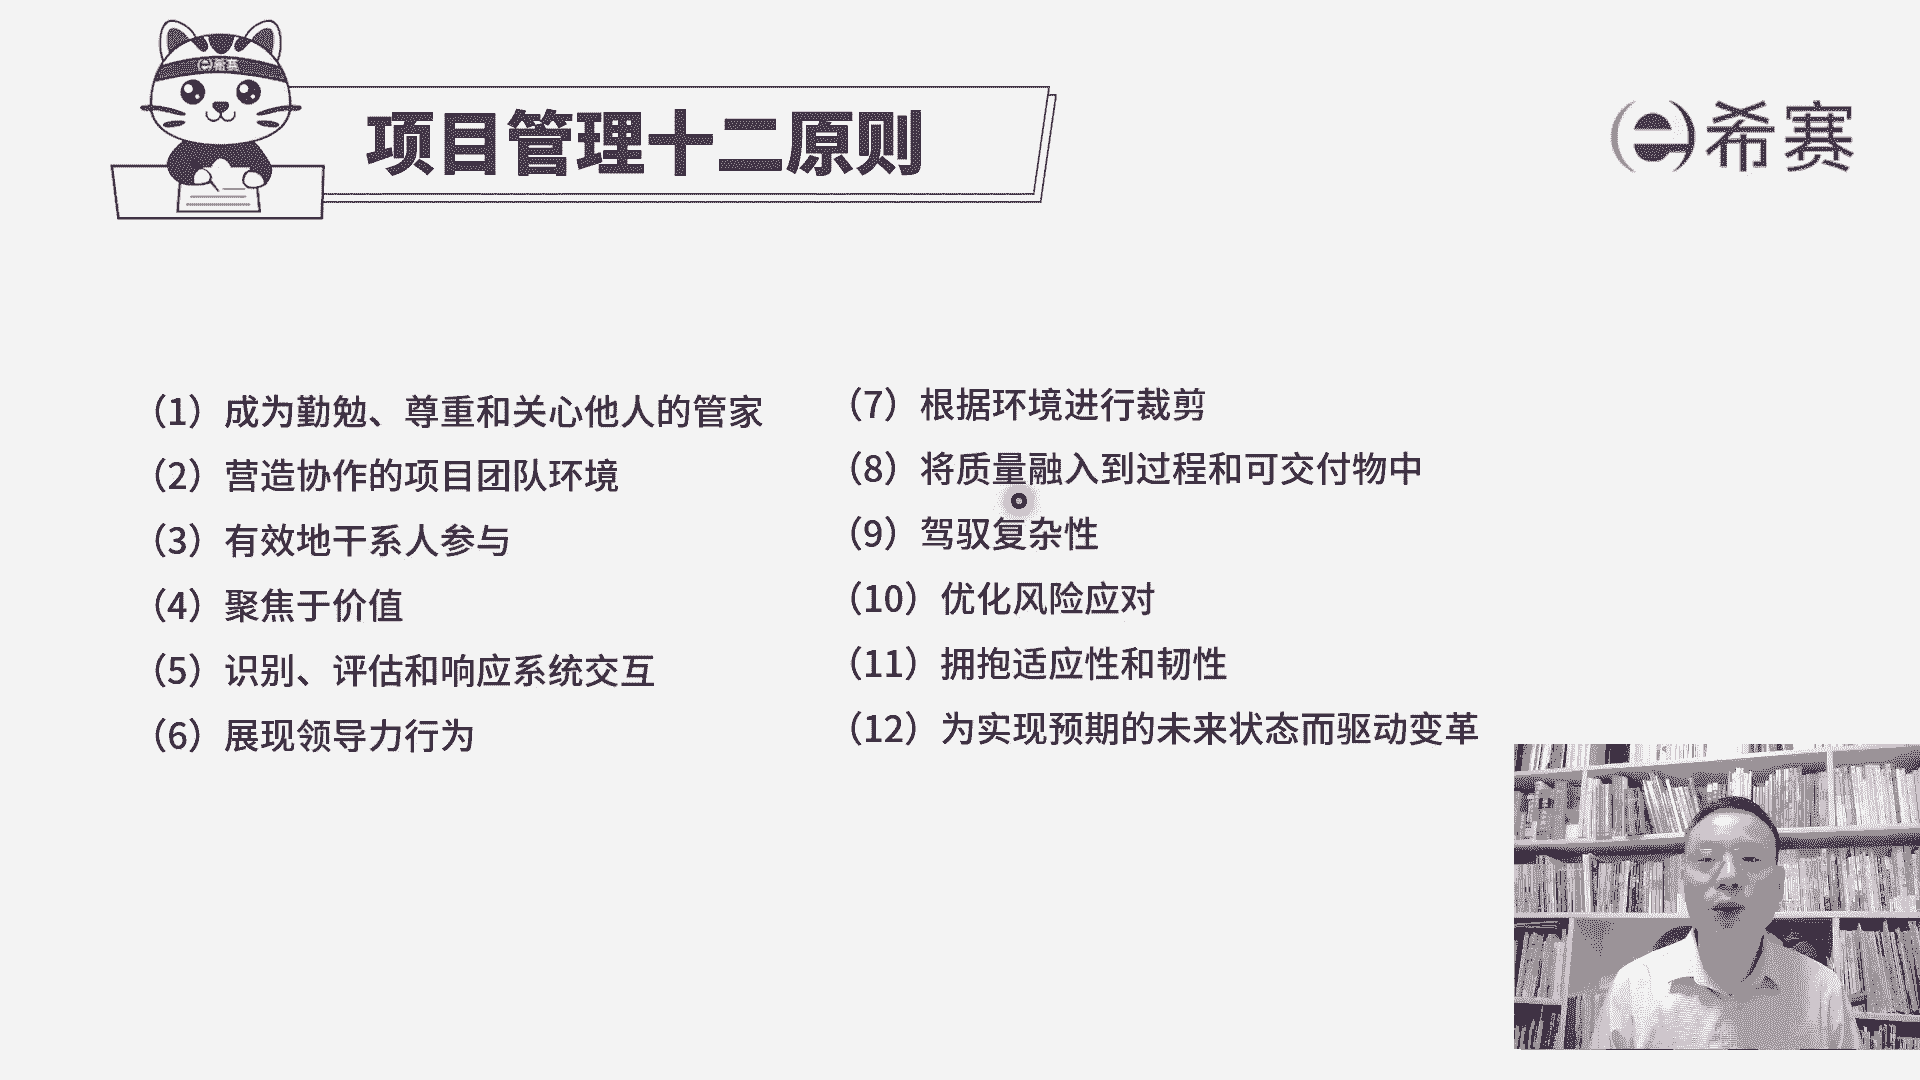 希赛
项目管理十二原则
希赛
（1）成为勤勉、尊重和关心他人的管家
（2）营造协作的项目团队环境
（3）有效地干系人参与
（4）聚焦于价值
（5）识别、评估和响应系统交互
（6）展现领导力行为
（7）根据环境进行裁剪
（8）将质量融入到过程和可交付物中
（9）驾驭复杂性
（10）优化风险应对
（11）拥抱适应性和韧性
（12）为实现预期的未来状态而驱动变革